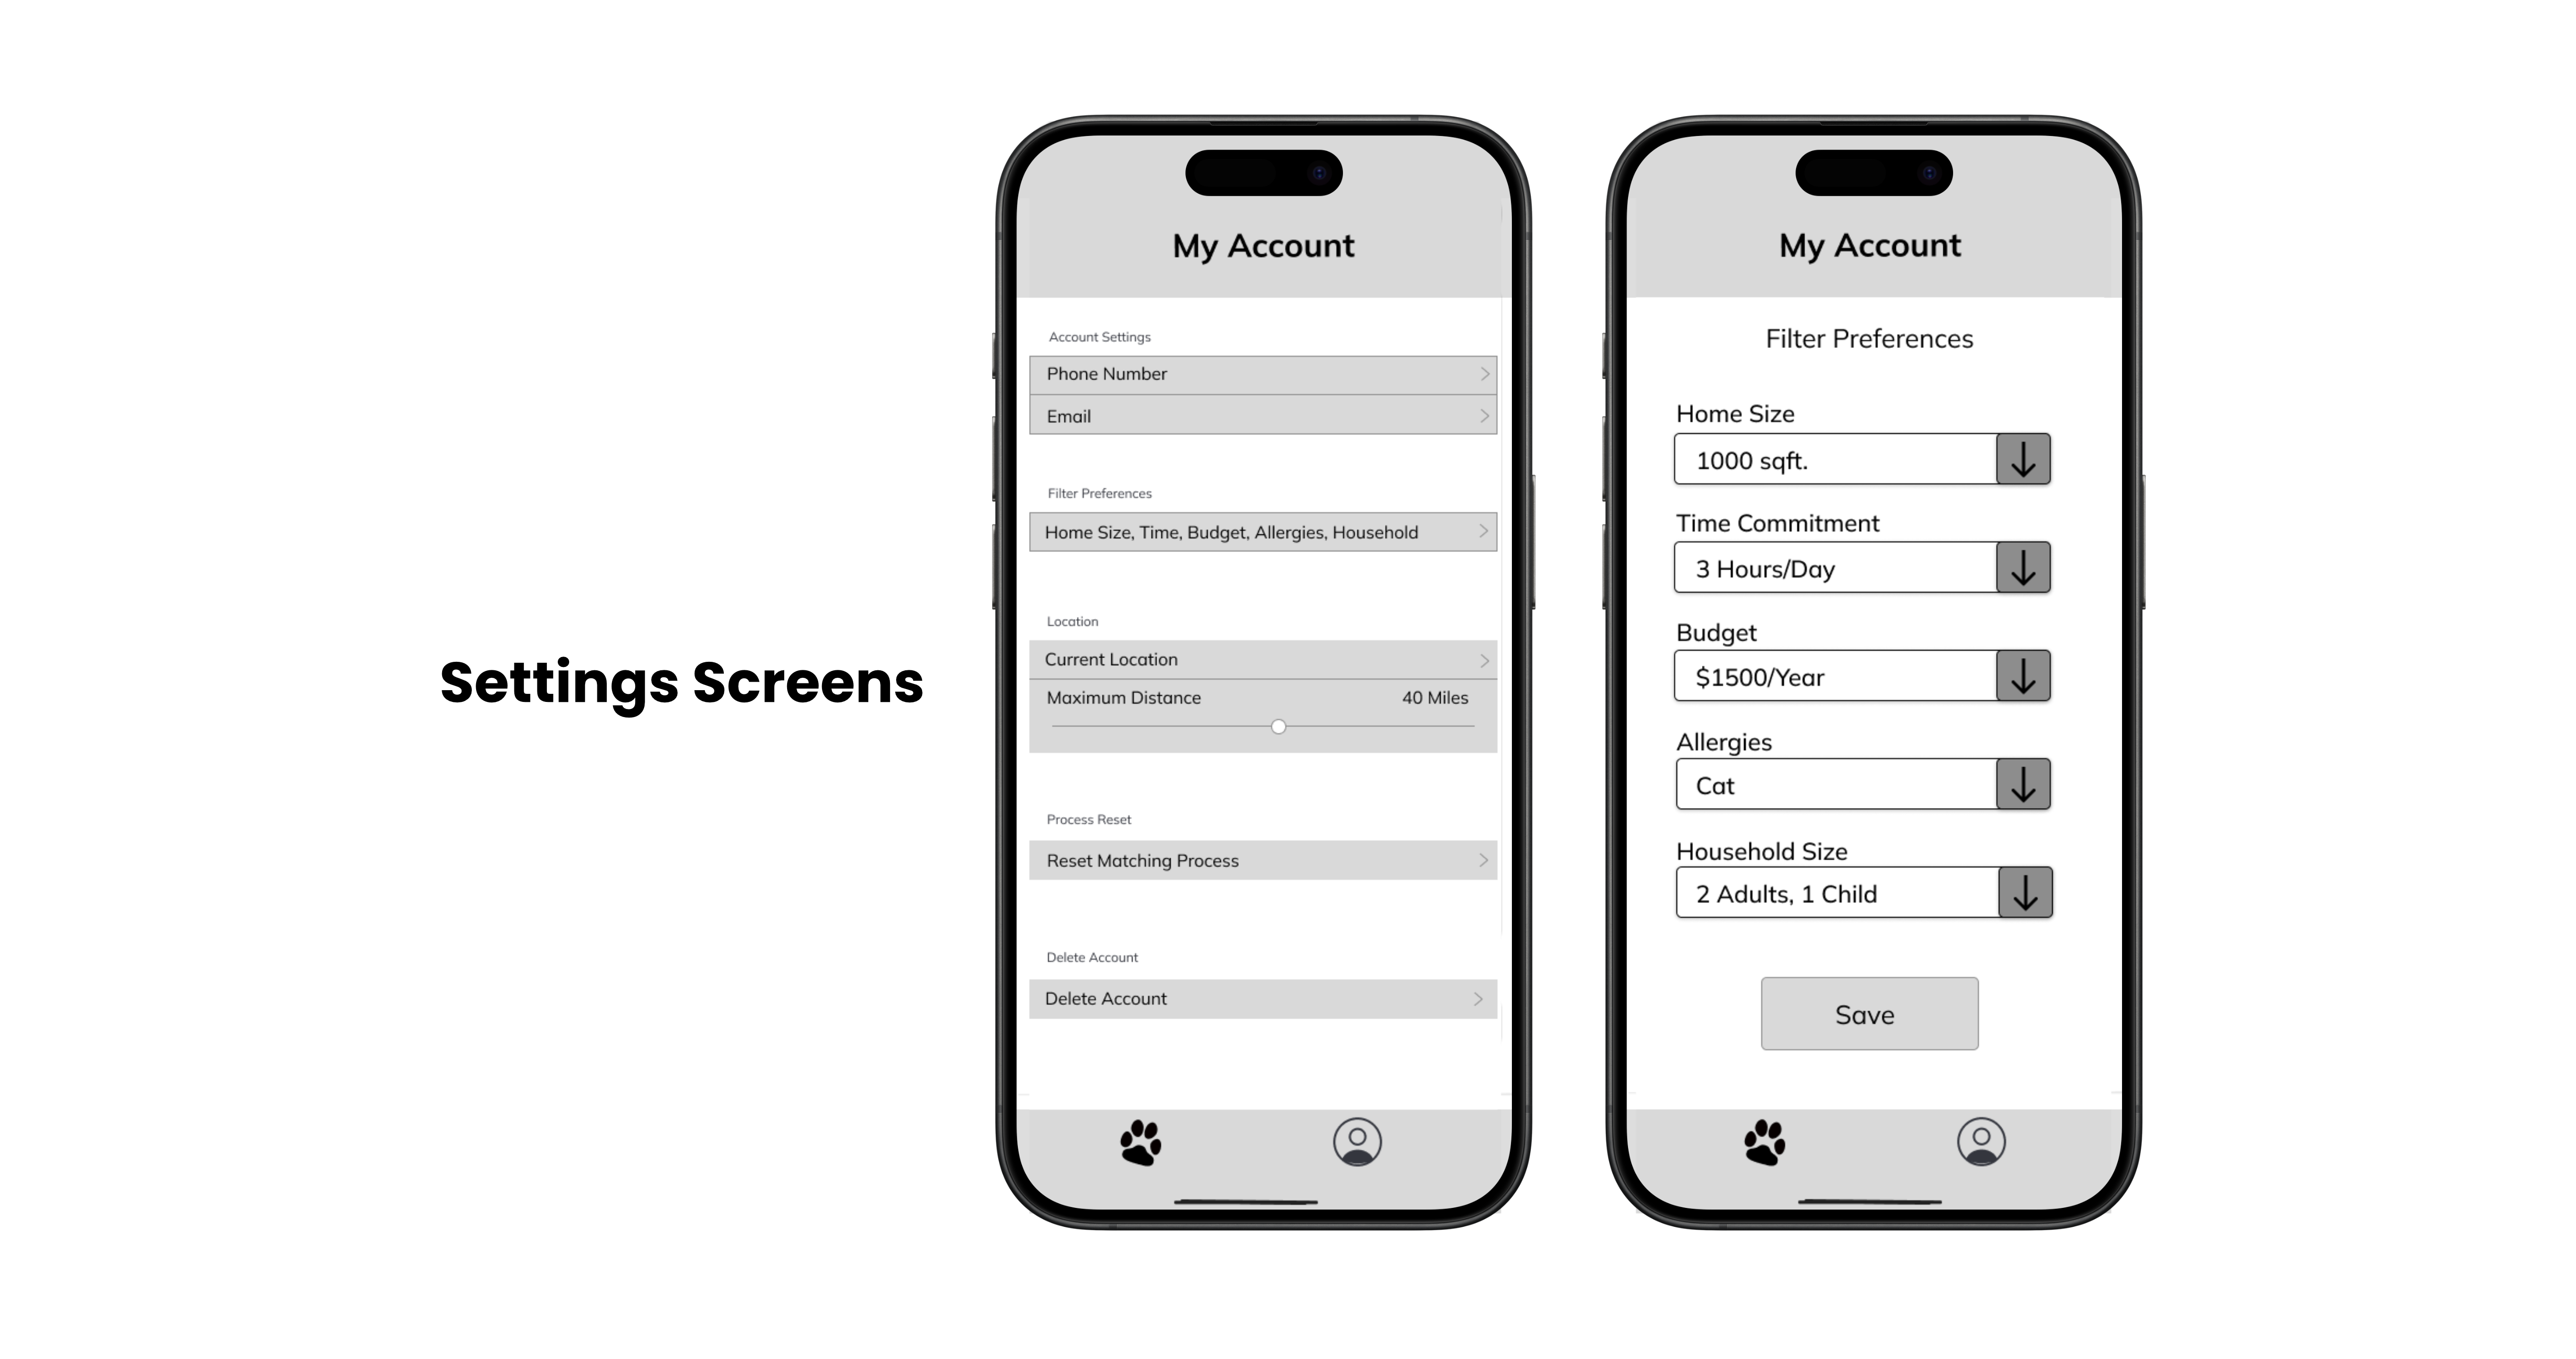 Settings Screens
My Account
Account Settings
Phone Number
Email
Filter Preferences
Home Size, Time, Budget, Allergies, Household
Location
Current Location
Maximum Distance 40 Miles
Process Reset
Reset Matching Process
Delete Account
Delete Account
My Account
Filter Preferences
Home Size
1000 sqft.
Time Commitment
3 Hours/Day
Budget
$1500/Year
Allergies
Cat
Household Size
2 Adults, 1 Child
Save